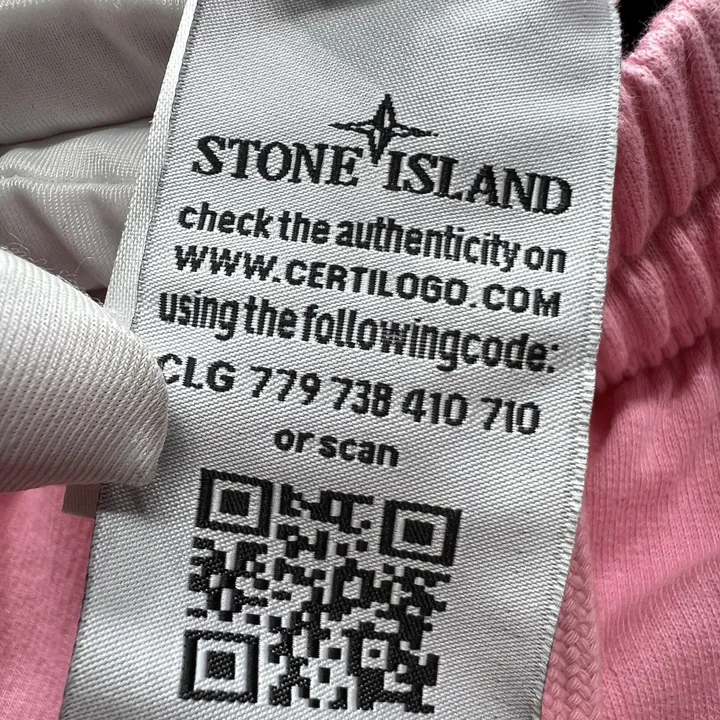 STONE ISLAND
check the authenticity on
WWW.CERTILOGO.COM
using the followingcode:
CLG 779 738 410 710
or scan